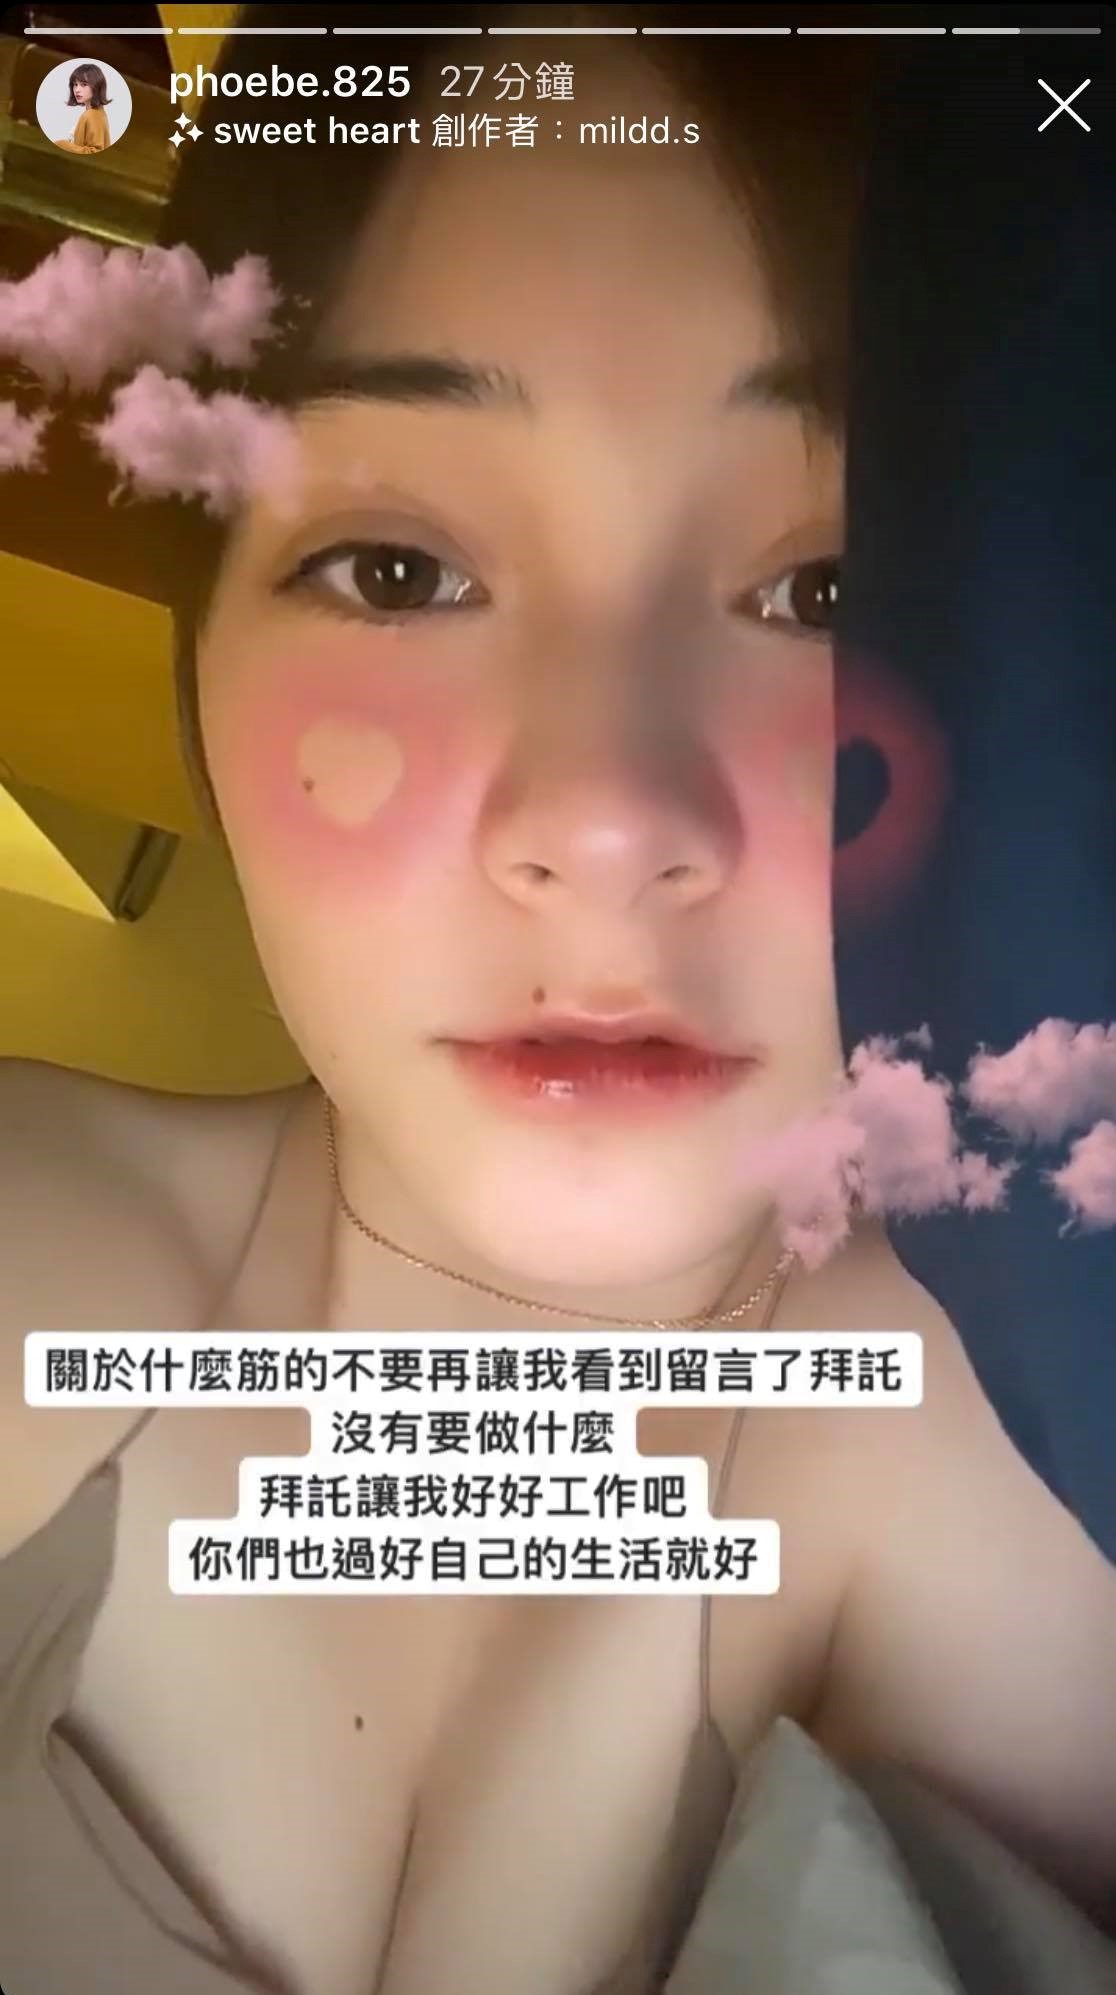 phoebe.825 27分鐘
sweet heart 創作者：mildd.s
關於什麼筋的不要再讓我看到留言了拜託
沒有要做什麼
拜託讓我好好工作吧
你們也過好自己的生活就好